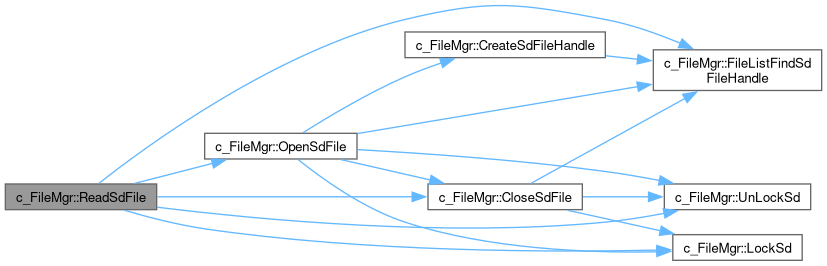 c_FileMgr::CreateSdFileHandle
c_FileMgr::FileListFindSd
FileHandle
c_FileMgr::OpenSdFile
c_FileMgr::ReadSdFile
c_FileMgr::CloseSdFile
c_FileMgr::UnLockSd
c_FileMgr::LockSd